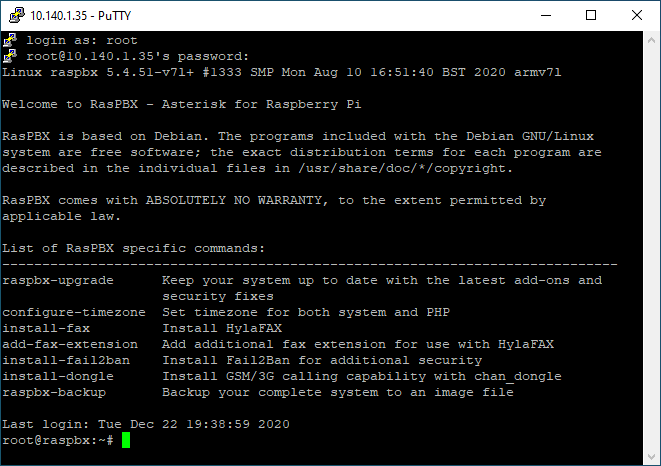 10.140.1.35 - PuTTY
login as: root
root@10.140.1.35's password:
Linux raspbx 5.4.51-v7l+ #1333 SMP Mon Aug 10 16:51:40 BST 2020 armv7l
Welcome to RasPBX - Asterisk for Raspberry Pi
RasPBX is based on Debian. The programs included with the Debian GNU/Linux
system are free software; the exact distribution terms for each program are
described in the individual files in /usr/share/doc/*/copyright.
RasPBX comes with ABSOLUTELY NO WARRANTY, to the extent permitted by
applicable law.
List of RasPBX specific commands:
-----------------------------------------------------------------------------
raspbx-upgrade      Keep your system up to date with the latest add-ons and
                    security fixes
configure-timezone  Set timezone for both system and PHP
install-fax         Install HylaFAX
add-fax-extension   Add additional fax extension for use with HylaFAX
install-fail2ban    Install Fail2Ban for additional security
install-dongle      Install GSM/3G calling capability with chan_dongle
raspbx-backup       Backup your complete system to an image file
Last login: Tue Dec 22 19:38:59 2020
root@raspbx:~#